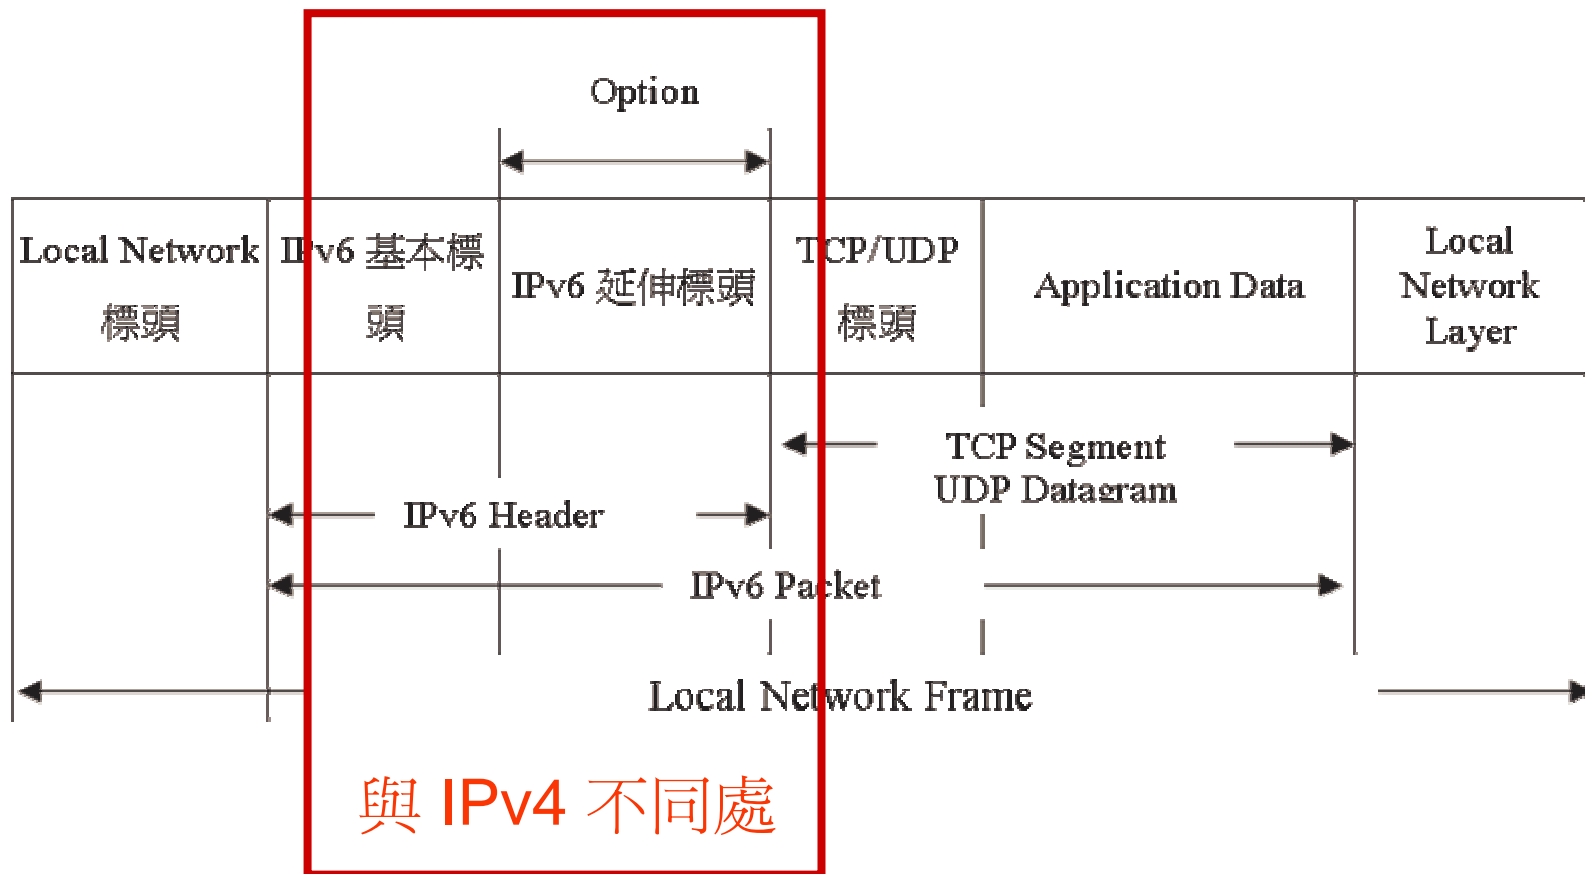 Option
Local Network
標頭
IPv6 基本標
頭
IPv6 延伸標頭
TCP/UDP
標頭
Application Data
Local
Network
Layer
TCP Segment
UDP Datagram
IPv6 Header
IPv6 Packet
Local Network Frame
與 IPv4 不同處